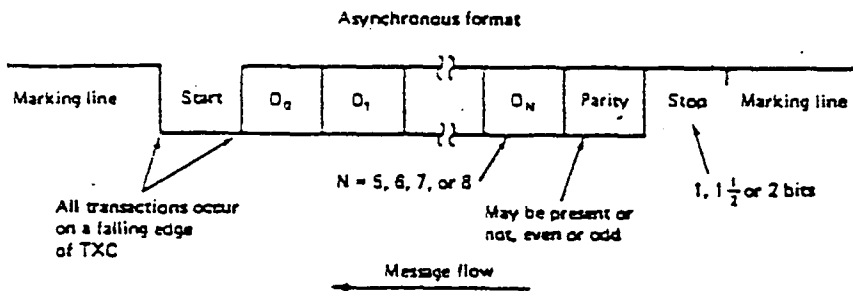 Asynchronous format
Marking line Start D₀ D₁ D_N Parity Stop Marking line
N = 5, 6, 7, or 8
1, 1 1/2 or 2 bits
All transactions occur
on a falling edge
of TXC
May be present or
not, even or odd
Message flow